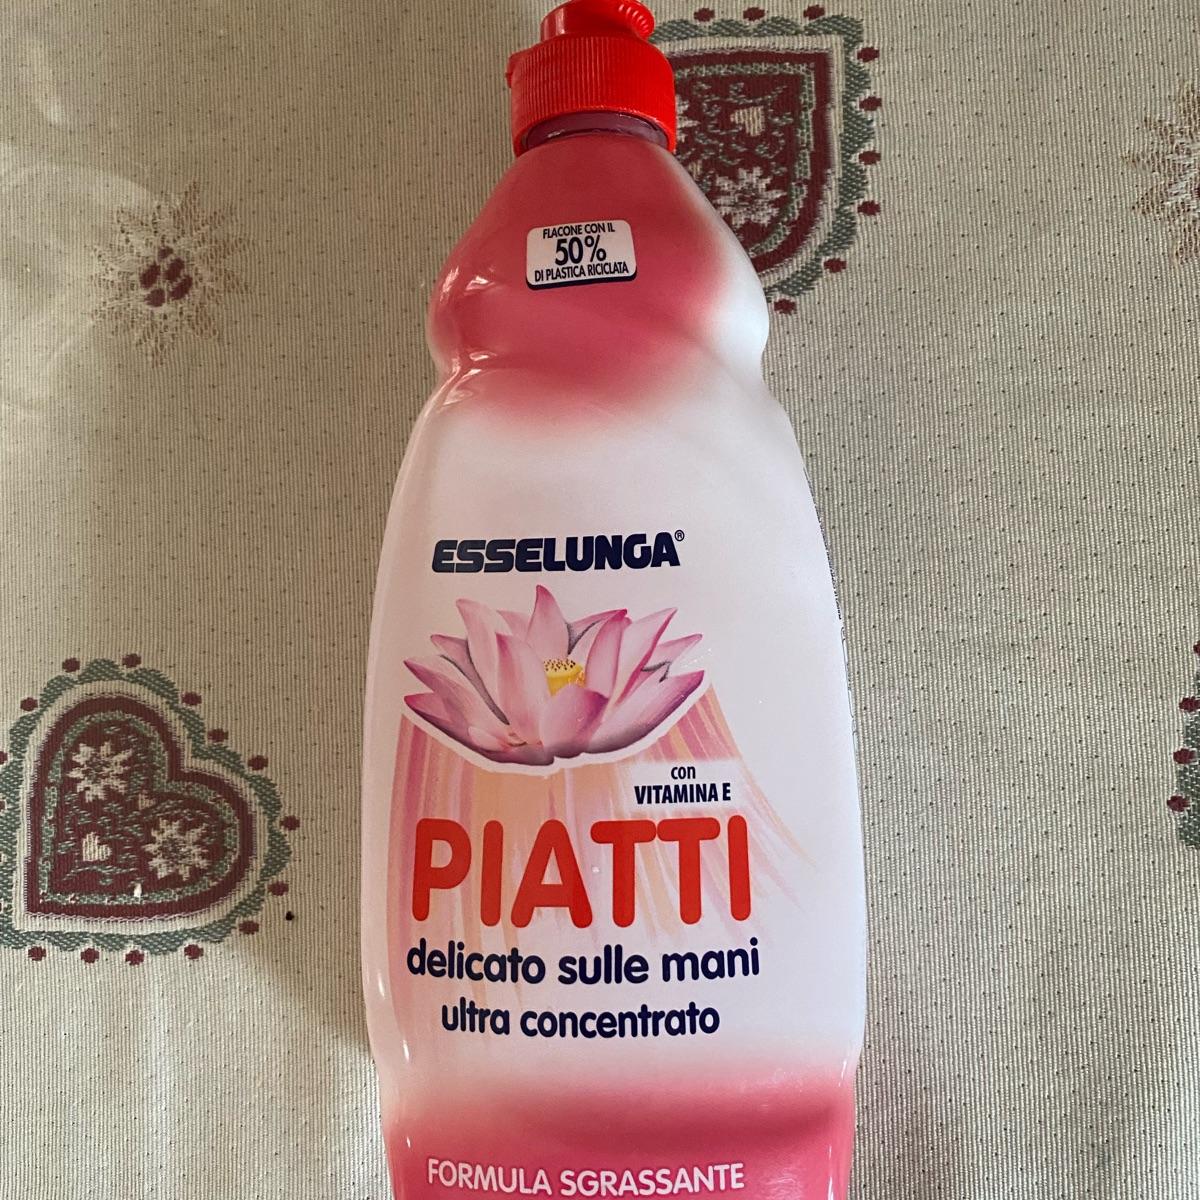 FLACONE CON IL
50%
DI PLASTICA RICICLATA
ESSELUNGA®
con
VITAMINA E
PIATTI
delicato sulle mani
ultra concentrato
FORMULA SGRASSANTE